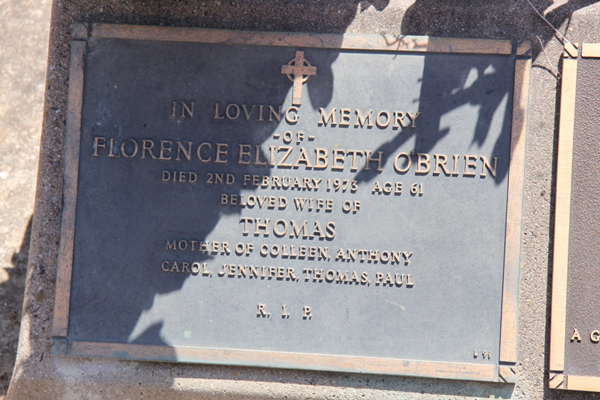 IN LOVING MEMORY
-OF-
FLORENCE ELIZABETH O'BRIEN
DIED 2ND FEBRUARY 1973 AGE 61
BELOVED WIFE OF
THOMAS
MOTHER OF COLLEEN, ANTHONY
CAROL, JENNIFER, THOMAS, PAUL
R. I. P.